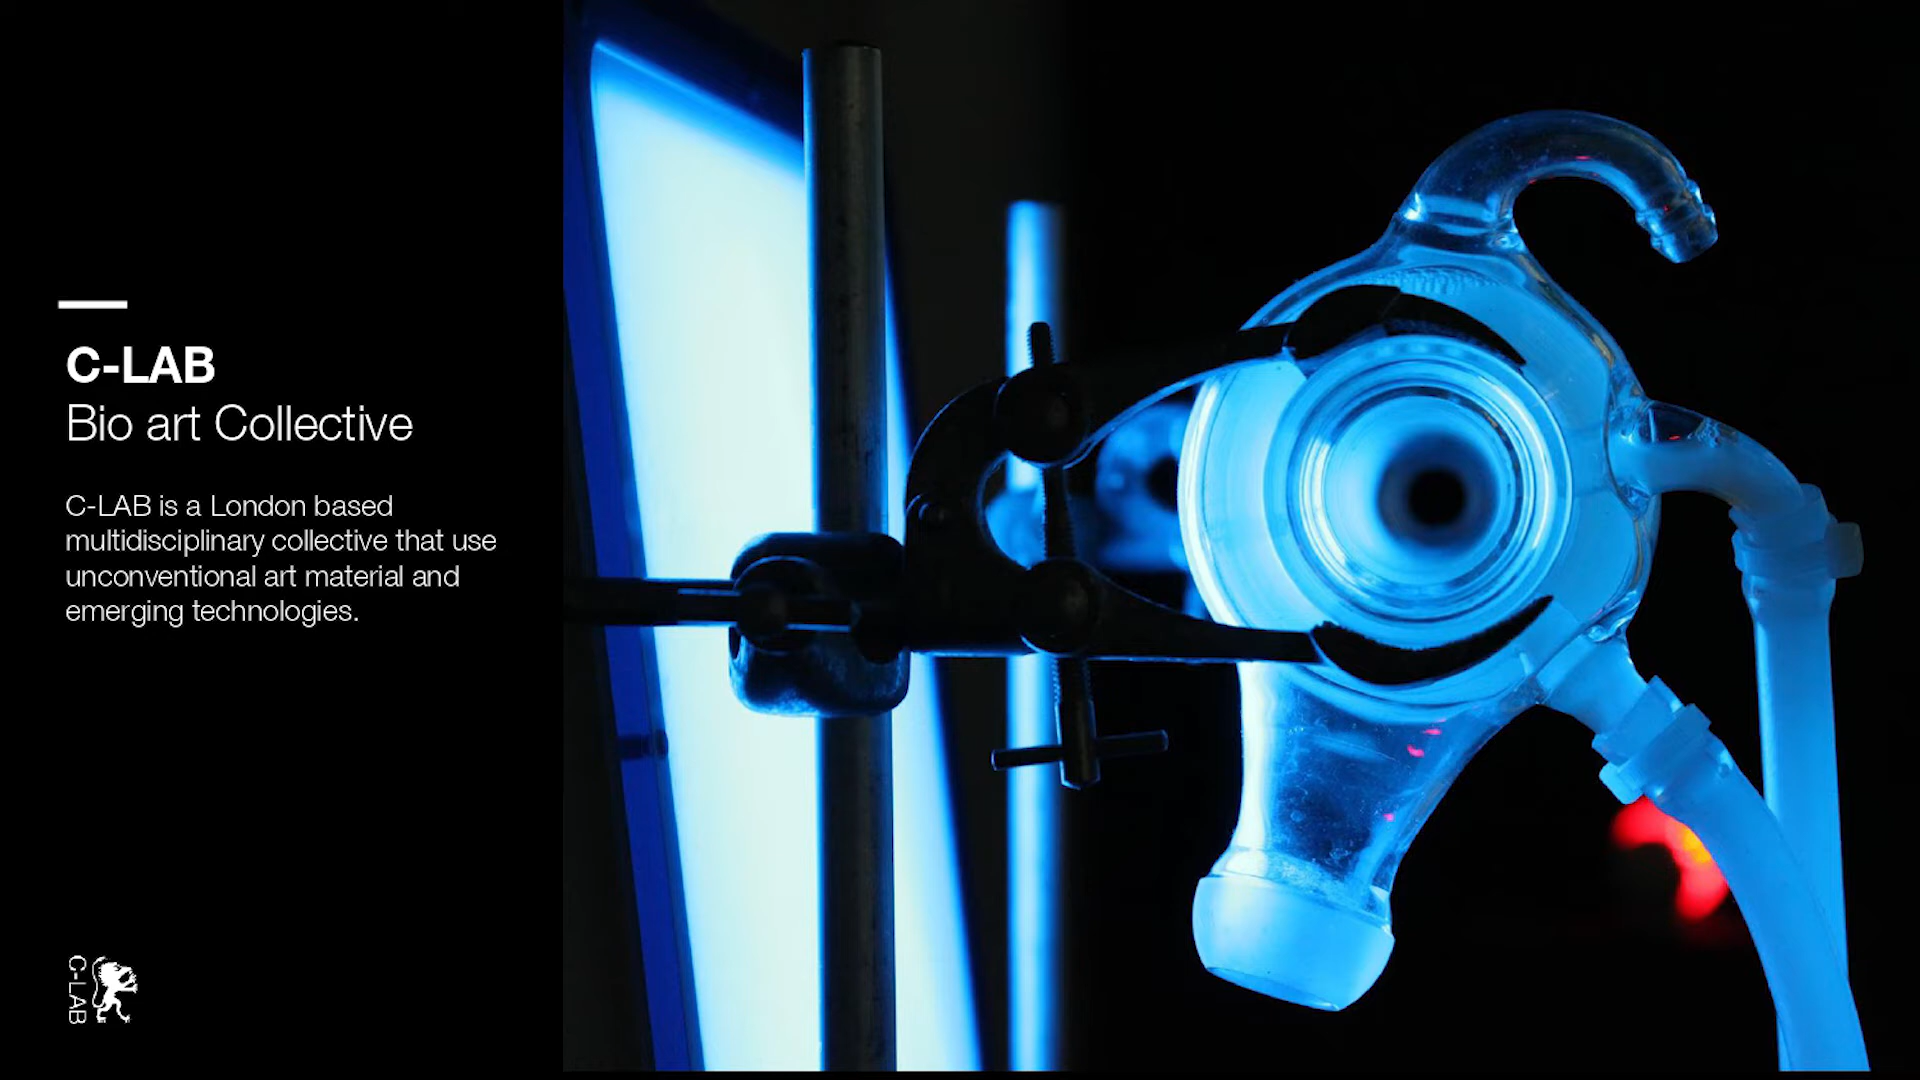 C-LAB
Bio art Collective
C-LAB is a London based
multidisciplinary collective that use
unconventional art material and
emerging technologies.
C-LAB